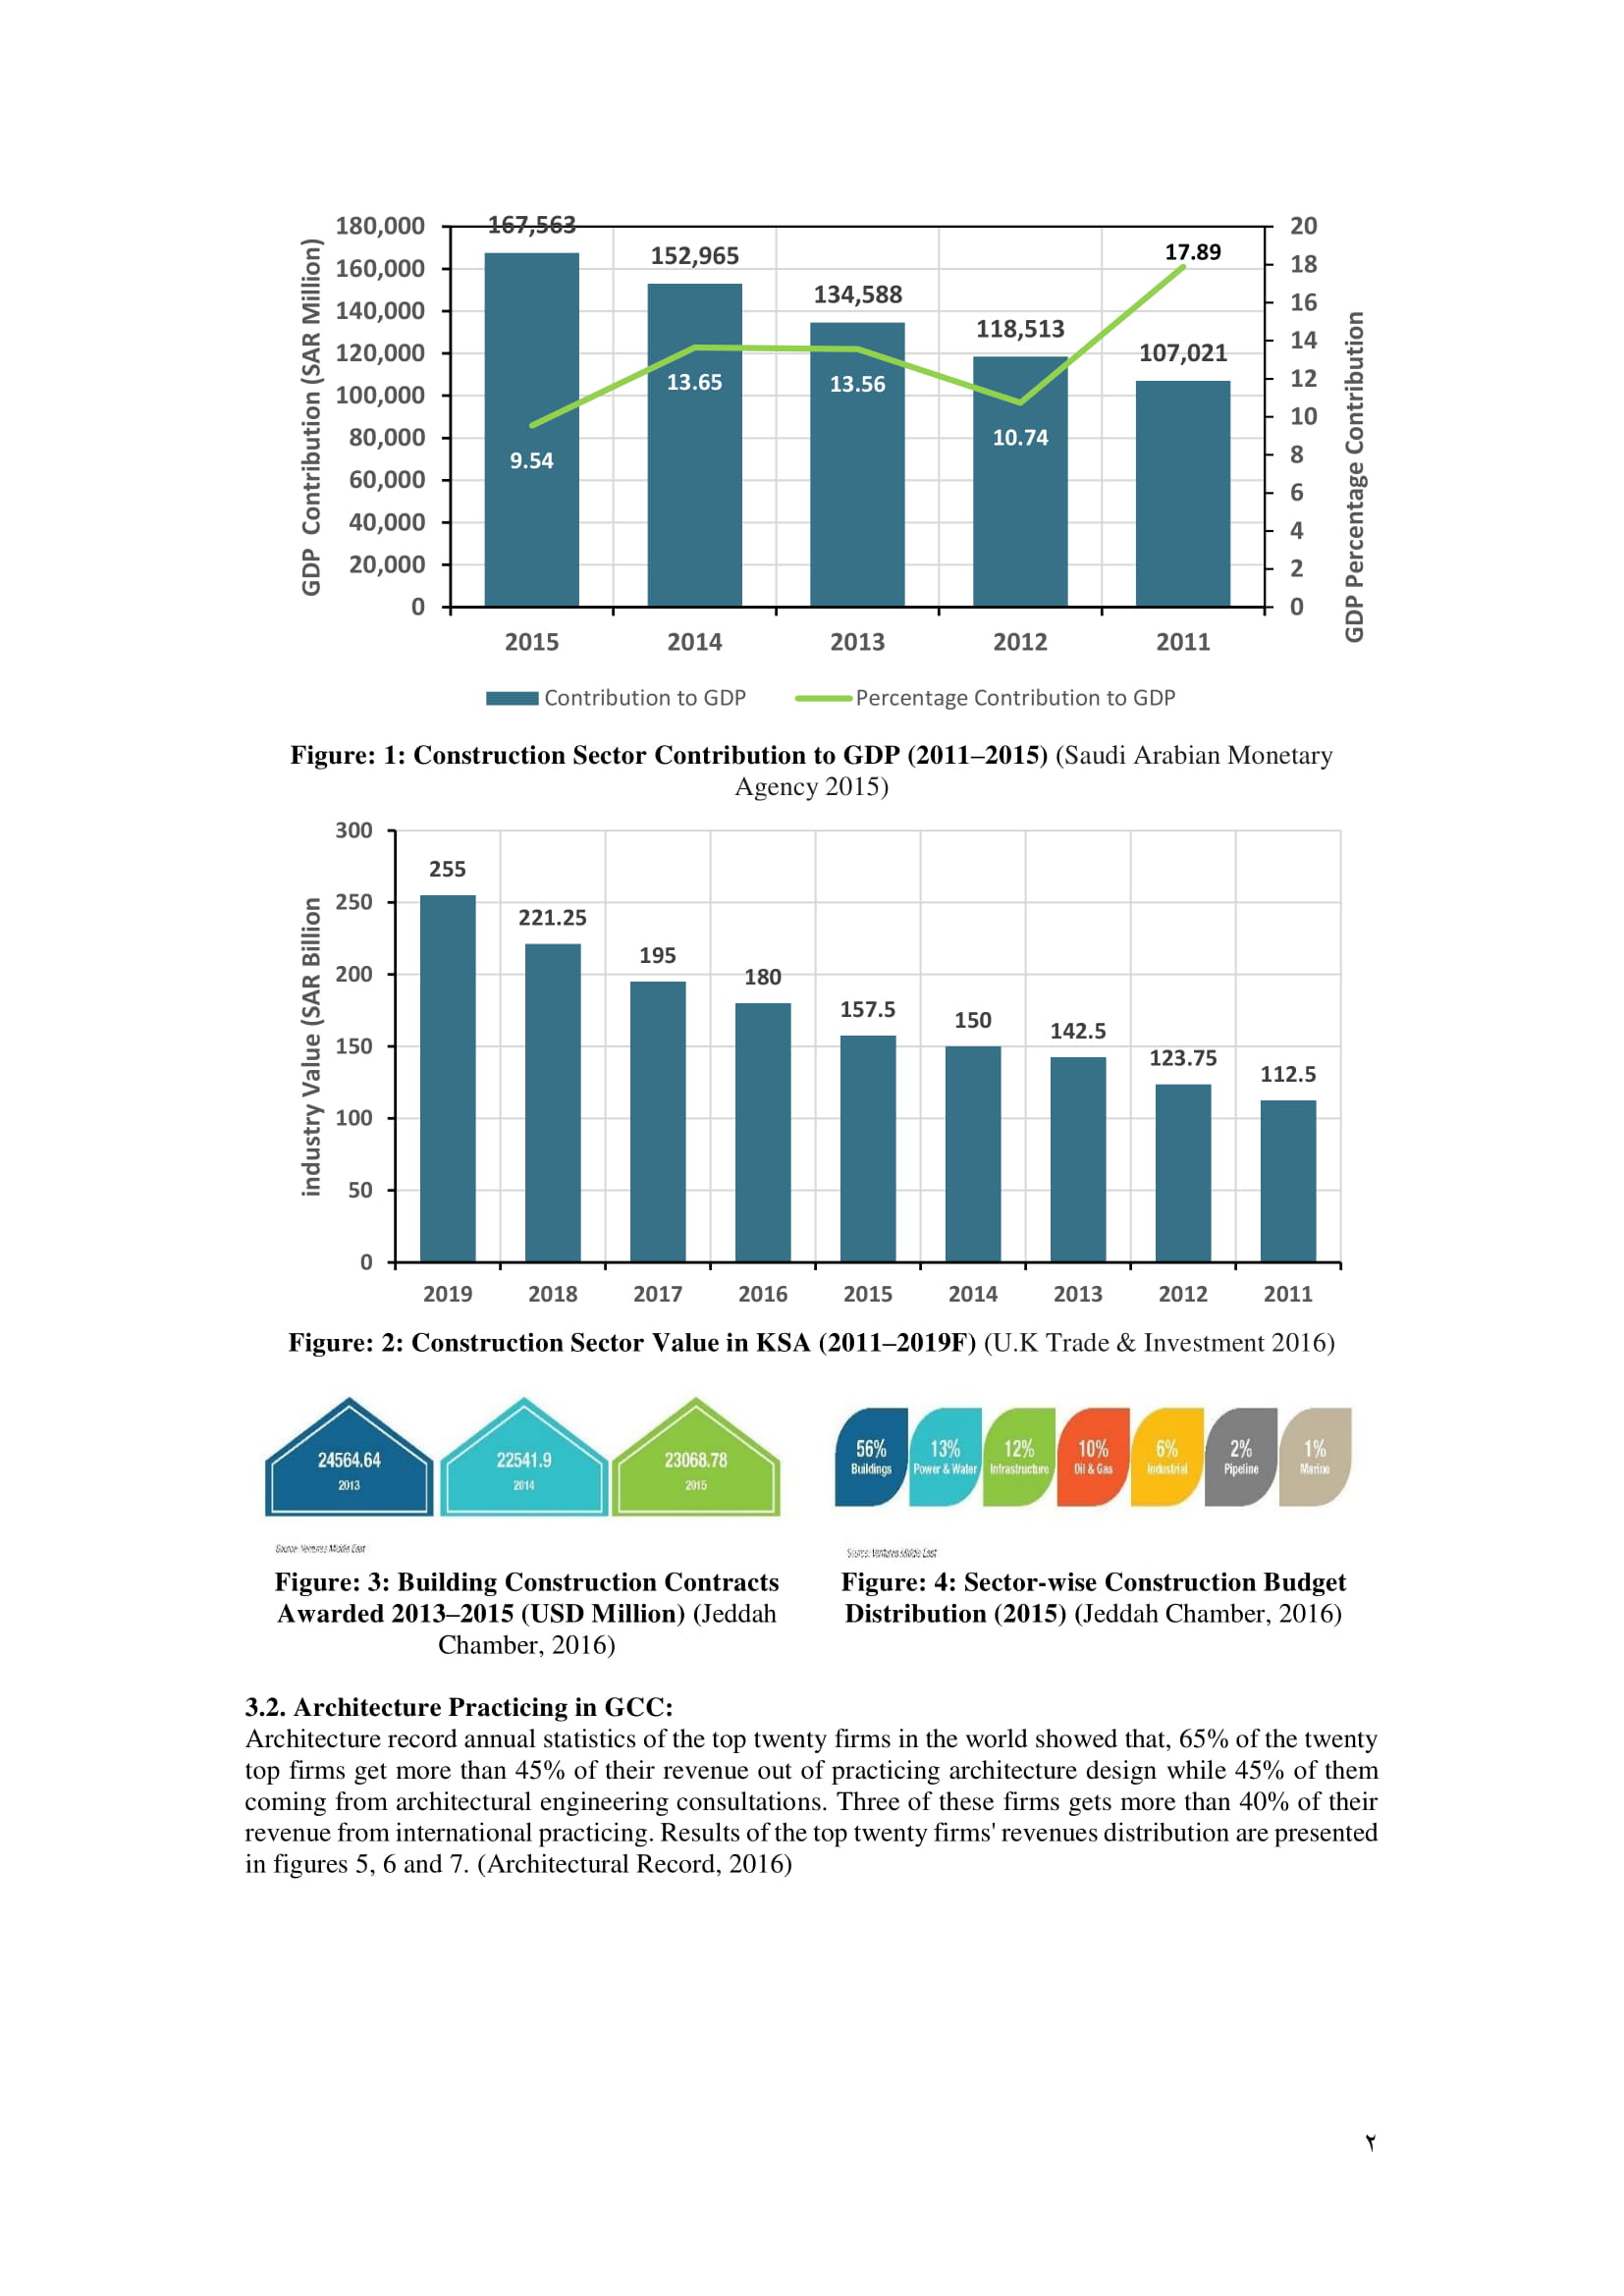 180,000
160,000
140,000
120,000
100,000
80,000
60,000
40,000
20,000
0
GDP Contribution (SAR Million)
167,563
152,965
134,588
118,513
107,021
9.54
13.65
13.56
10.74
17.89
20
18
16
14
12
10
8
6
4
2
0
GDP Percentage Contribution
2015 2014 2013 2012 2011
Contribution to GDP Percentage Contribution to GDP
Figure: 1: Construction Sector Contribution to GDP (2011–2015) (Saudi Arabian Monetary
Agency 2015)
300
250
200
150
100
50
0
industry Value (SAR Billion
255
221.25
195
180
157.5
150
142.5
123.75
112.5
2019 2018 2017 2016 2015 2014 2013 2012 2011
Figure: 2: Construction Sector Value in KSA (2011–2019F) (U.K Trade & Investment 2016)
24564.64
2013
22541.9
2014
23068.78
2015
Source: Ventures Middle East
Figure: 3: Building Construction Contracts
Awarded 2013–2015 (USD Million) (Jeddah
Chamber, 2016)
56%
Buildings
13%
Power & Water
12%
Infrastructure
10%
Oil & Gas
6%
Industrial
2%
Pipeline
1%
Marine
Source: Ventures Middle East
Figure: 4: Sector-wise Construction Budget
Distribution (2015) (Jeddah Chamber, 2016)
3.2. Architecture Practicing in GCC:
Architecture record annual statistics of the top twenty firms in the world showed that, 65% of the twenty
top firms get more than 45% of their revenue out of practicing architecture design while 45% of them
coming from architectural engineering consultations. Three of these firms gets more than 40% of their
revenue from international practicing. Results of the top twenty firms' revenues distribution are presented
in figures 5, 6 and 7. (Architectural Record, 2016)
٢